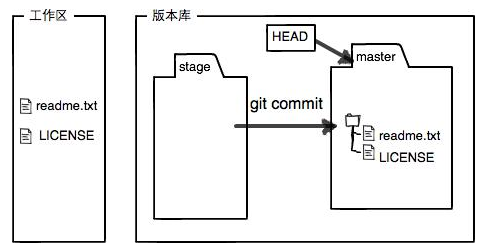 工作区
版本库
HEAD
stage
master
git commit
readme.txt
LICENSE
readme.txt
LICENSE